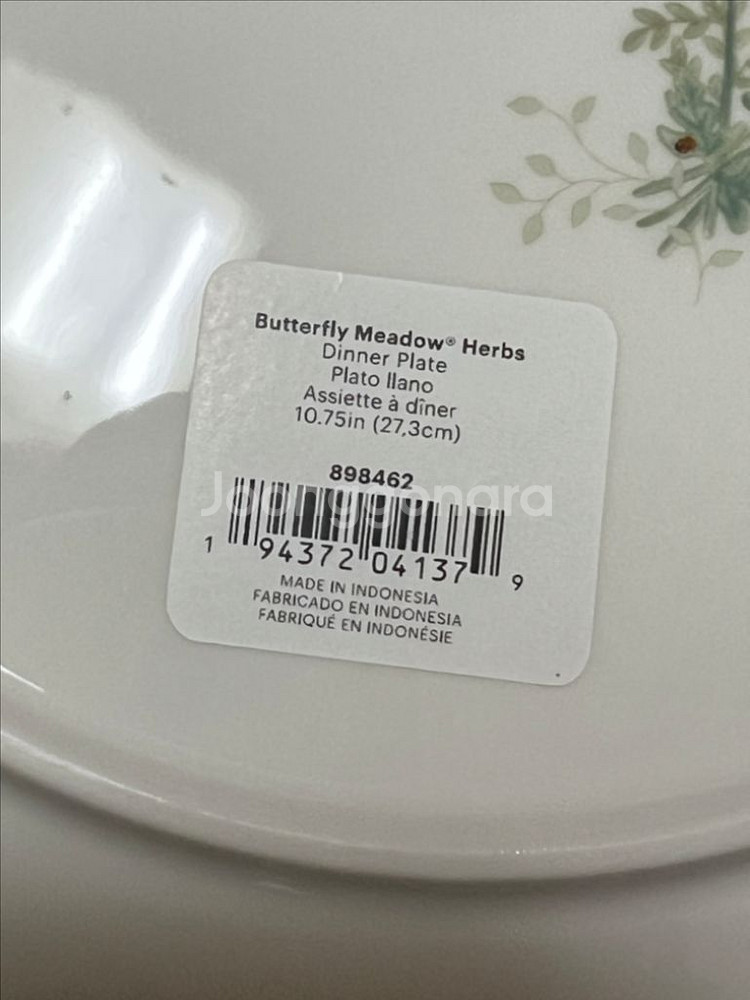 Butterfly Meadow® Herbs
Dinner Plate
Plato llano
Assiette à dîner
10.75in (27,3cm)
898462
Joonggonara
1 94372 04137 9
MADE IN INDONESIA
FABRICADO EN INDONESIA
FABRIQUÉ EN INDONÉSIE